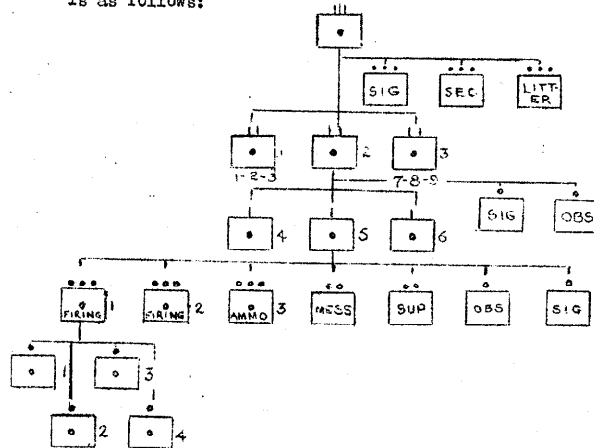 is as follows:
SIG
SEC.
LITT-
ER
1
2
3
1-2-3
7-8-9
SIG
OBS
4
5
6
FIRING
1
FIRING
2
AMMO
3
MESS
SUP
OBS
SIG
1
3
2
4